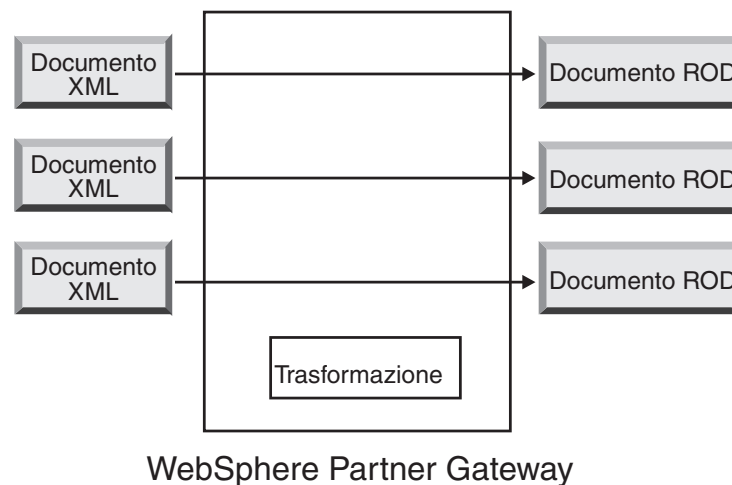 Documento
XML
Documento ROD
Documento
XML
Documento ROD
Documento
XML
Documento ROD
Trasformazione
WebSphere Partner Gateway